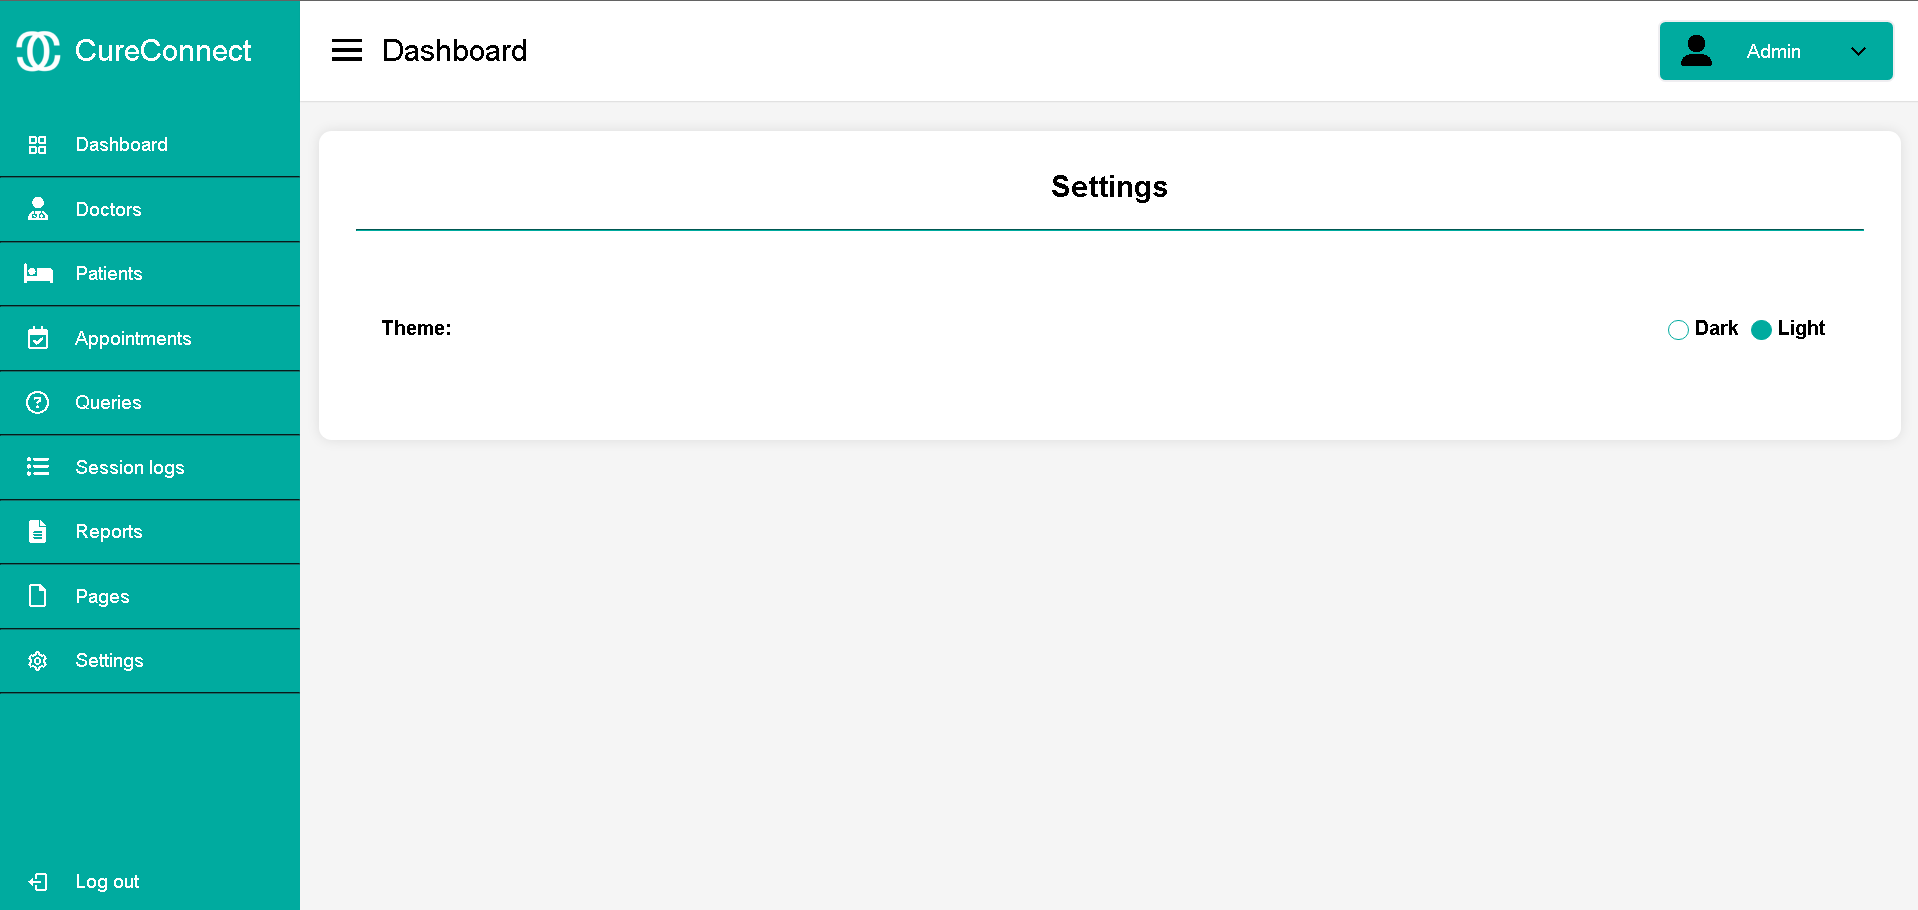 CureConnect
Dashboard
Admin
Dashboard
Doctors
Patients
Appointments
Queries
Session logs
Reports
Pages
Settings
Log out
Settings
Theme:
Dark
Light